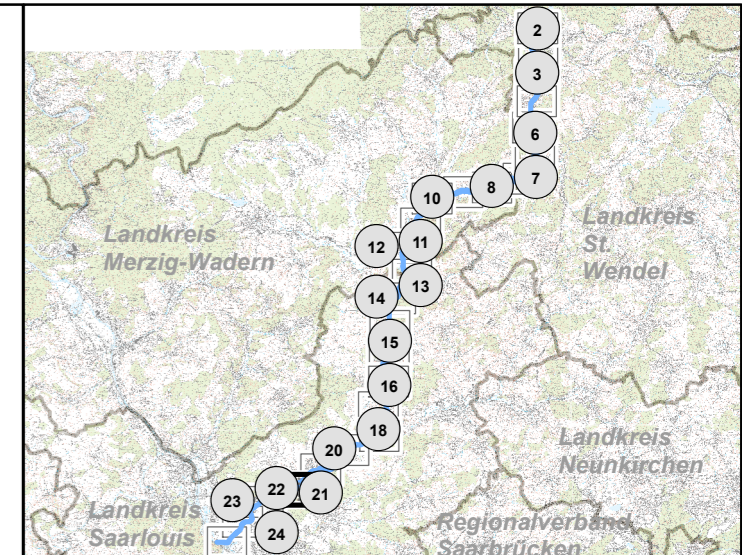 2
3
6
7
8
10
Landkreis
Merzig-Wadern
Landkreis
St.
Wendel
11
12
13
14
15
16
18
Landkreis
Neunkirchen
20
22
21
23
Landkreis
Saarlouis
24
Regionalverband
Saarbrücken